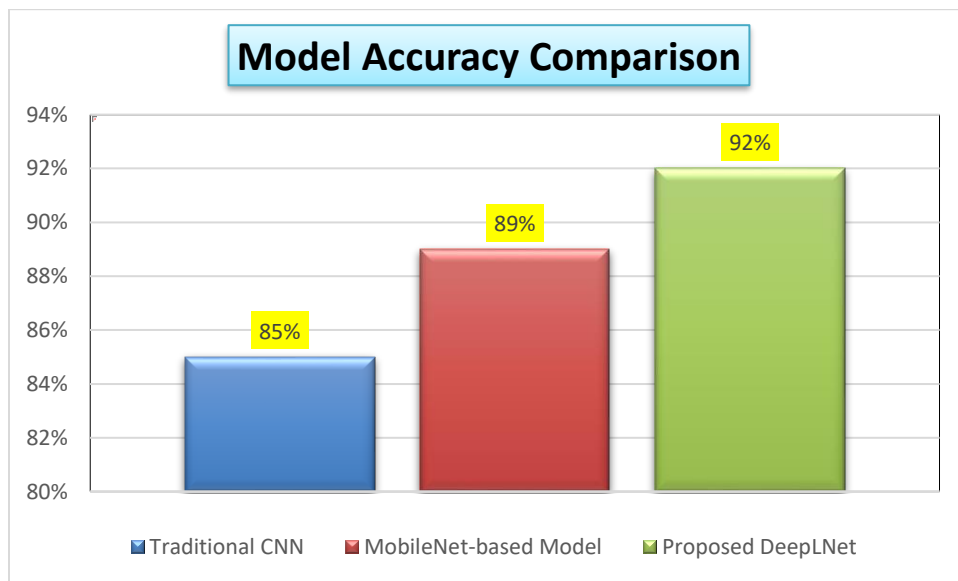 Model Accuracy Comparison
94%
92%
90%
88%
86%
84%
82%
80%
85%
89%
92%
Traditional CNN
MobileNet-based Model
Proposed DeepLNet